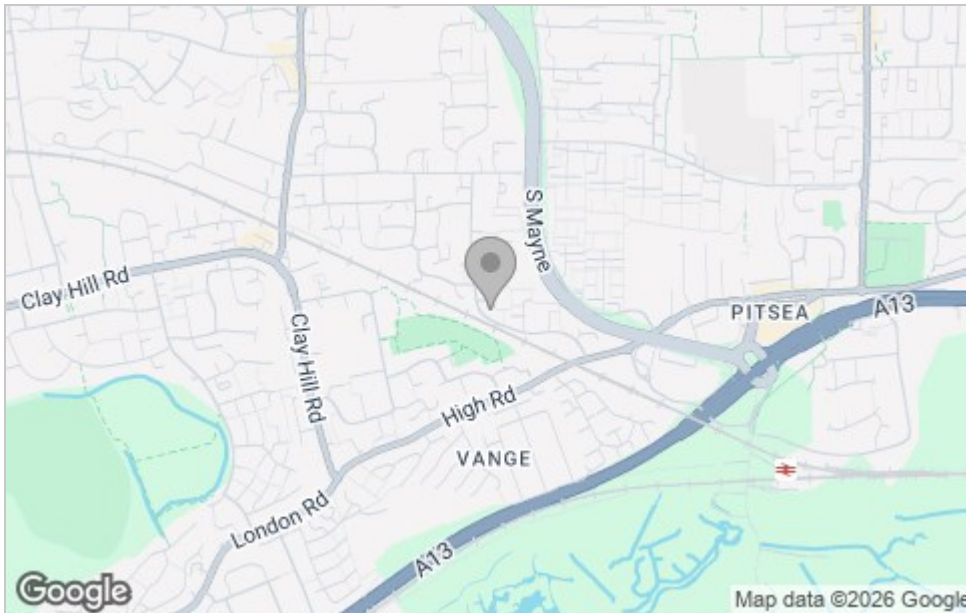 S Mayne
Clay Hill Rd
PITSEA
A13
Clay Hill Rd
High Rd
VANGE
London Rd
A13
Google
Map data ©2026 Google